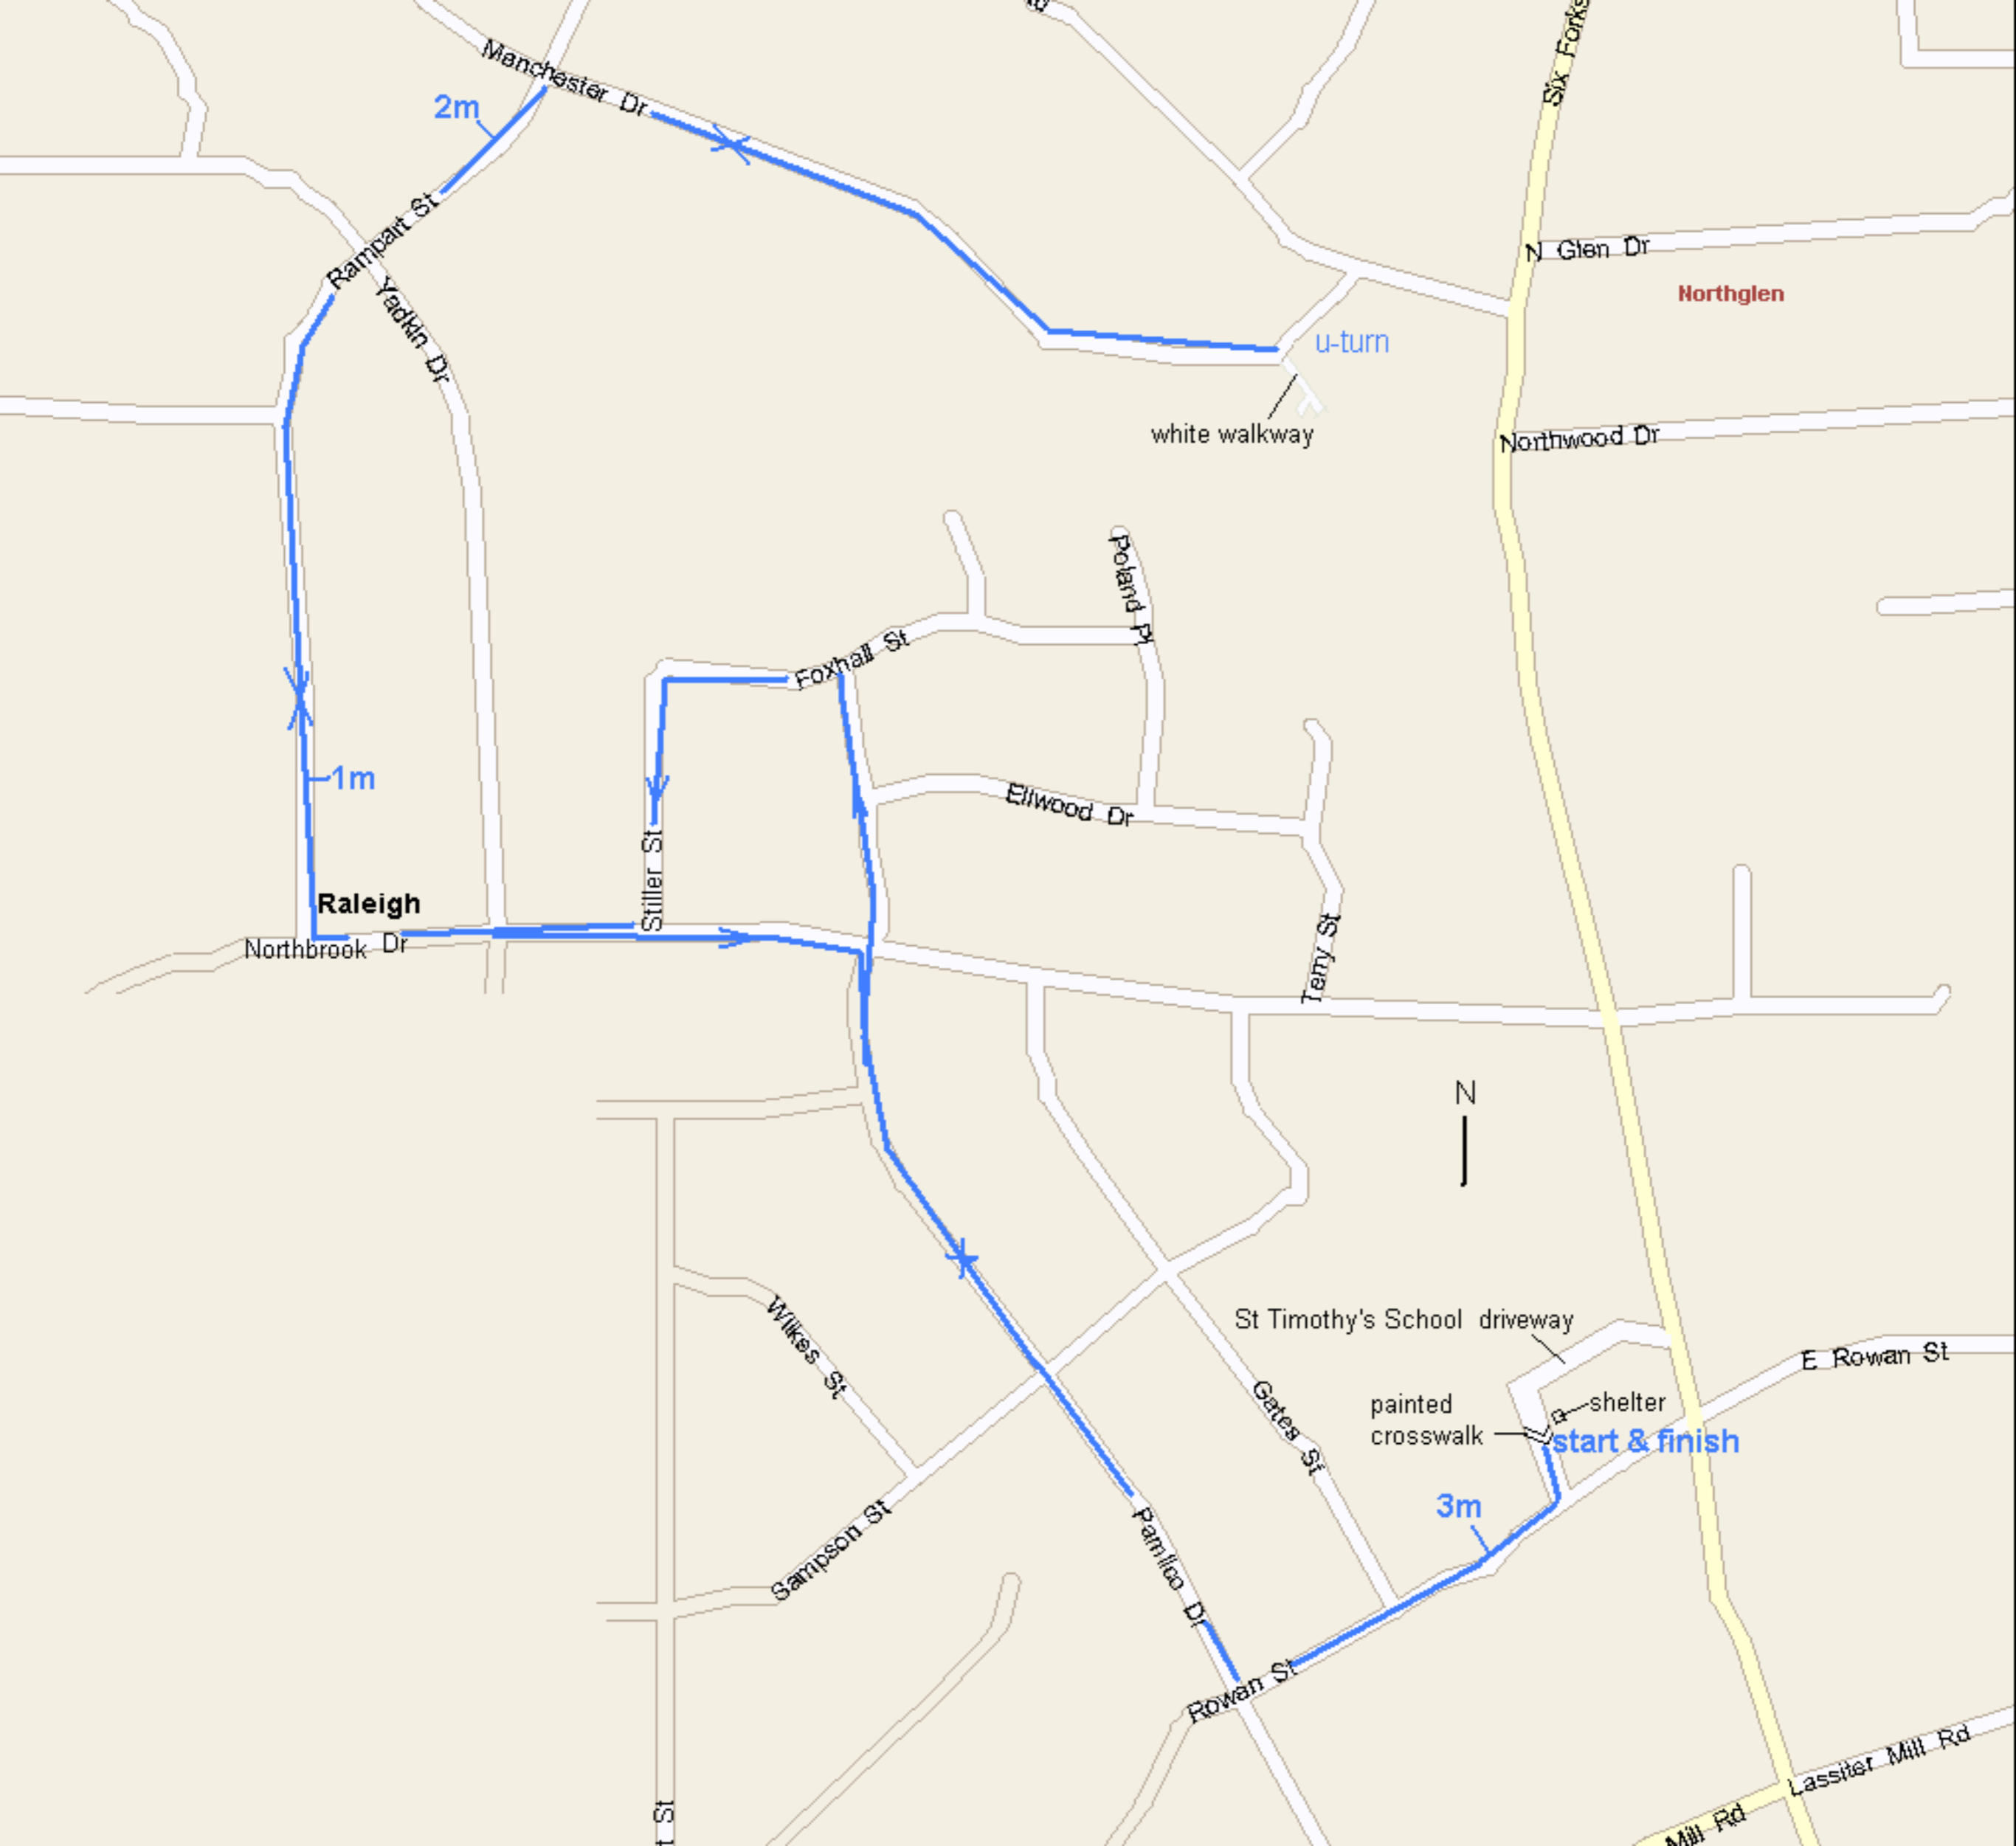 Six Forks
Manchester Dr
2m
Rampart St
N Glen Dr
Northglen
Yadkin Dr
u-turn
white walkway
Northwood Dr
Poland Pl
Foxhall St
1m
Ellwood Dr
Stiller St
Raleigh
Northbrook Dr
Terry St
N
Wilkes St
St Timothy's School driveway
E Rowan St
Gates St
painted
crosswalk
shelter
start & finish
3m
Sampson St
Pamlico Dr
Rowan St
Lassiter Mill Rd
Mill Rd
t St